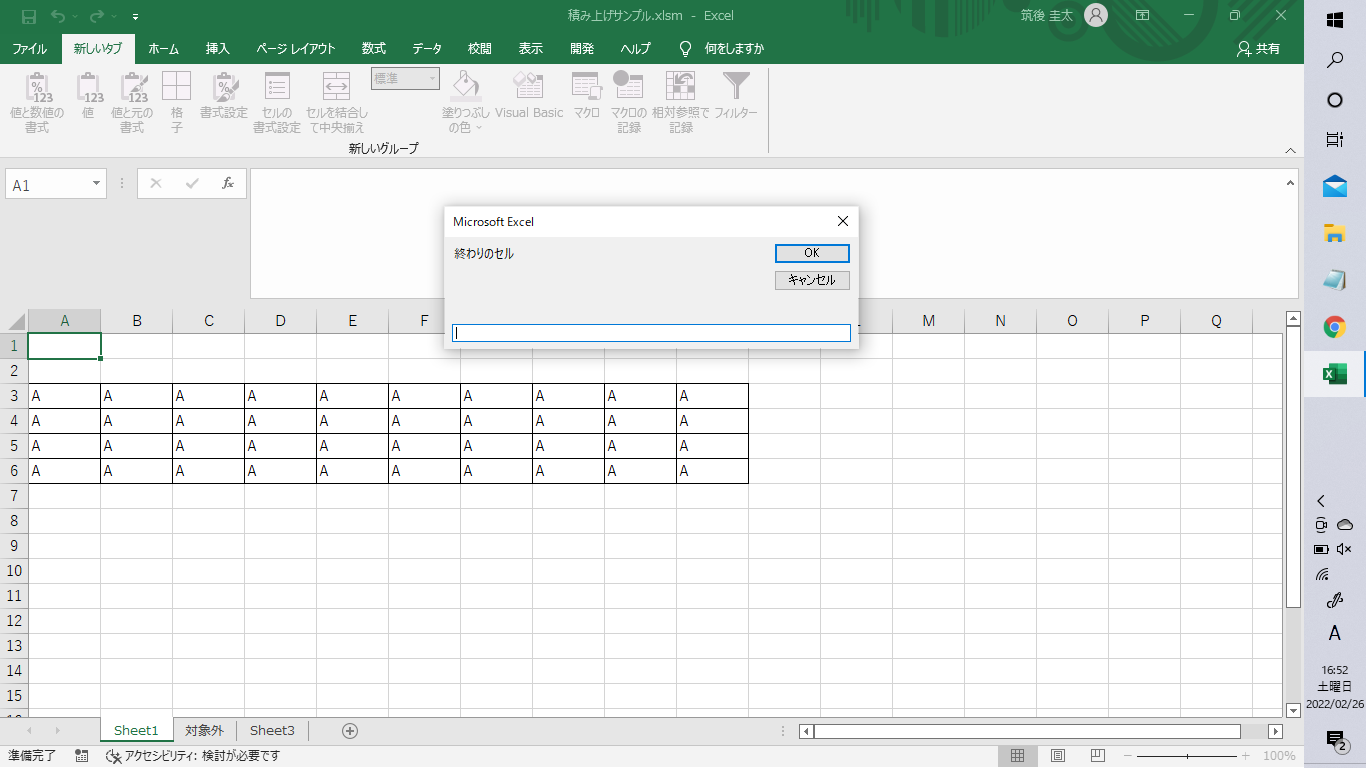 積み上げサンプル.xlsm - Excel
筑後 圭太
ファイル 新しいタブ ホーム 挿入 ページ レイアウト 数式 データ 校閲 表示 開発 ヘルプ 何をしますか 共有
標準
値と数値の書式
値
値と元の書式
格子
書式設定
セルの書式設定
セルを結合して中央揃え
塗りつぶしの色
Visual Basic
マクロ
マクロの記録
相対参照で記録
フィルター
新しいグループ
A1
fx
Microsoft Excel
終わりのセル
OK
キャンセル
A B C D E F L M N O P Q
1
2
3 A A A A A A A A A A
4 A A A A A A A A A A
5 A A A A A A A A A A
6 A A A A A A A A A A
7
8
9
10
11
12
13
14
15
Sheet1 対象外 Sheet3
準備完了 アクセシビリティ: 検討が必要です 100%
A
16:52
土曜日
2022/02/26
2